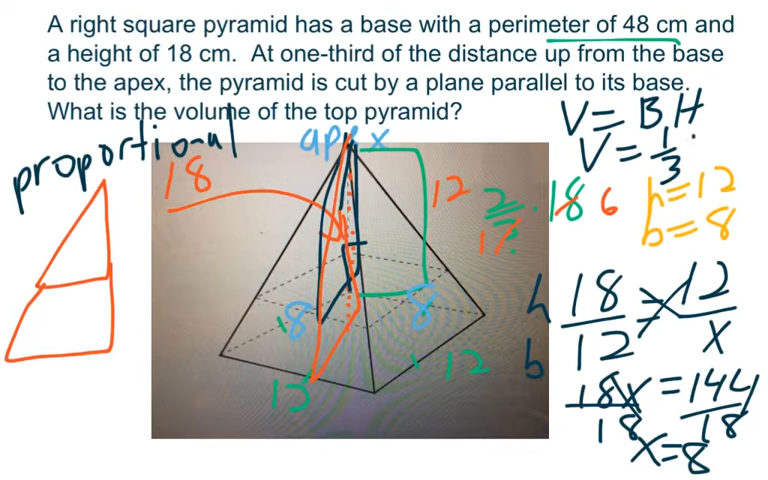 A right square pyramid has a base with a perimeter of 48 cm and
a height of 18 cm.  At one-third of the distance up from the base
to the apex, the pyramid is cut by a plane parallel to its base.
What is the volume of the top pyramid?
V=B.H
V=1/3
proportional
apex
18
12
2/
18 6
h=12
b=8
8
8
12
h 18/12 12/x
b
18x=144
18 18
x=8